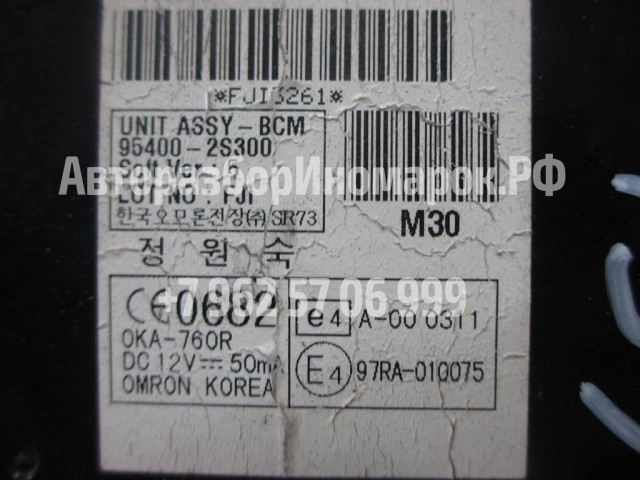 *FJI3261*
UNIT ASSY-BCM
95400-2S300
Soft Ver. : 5
LOT NO : FJI
한국오므론전장(주) SR73
M30
АвторазборИномарок.РФ
정 원 숙
+7 952 57 06 999
CE0682
OKA-760R
DC 12V 50mA
OMRON KOREA
e4 A-00 0311
E4 97RA-010075